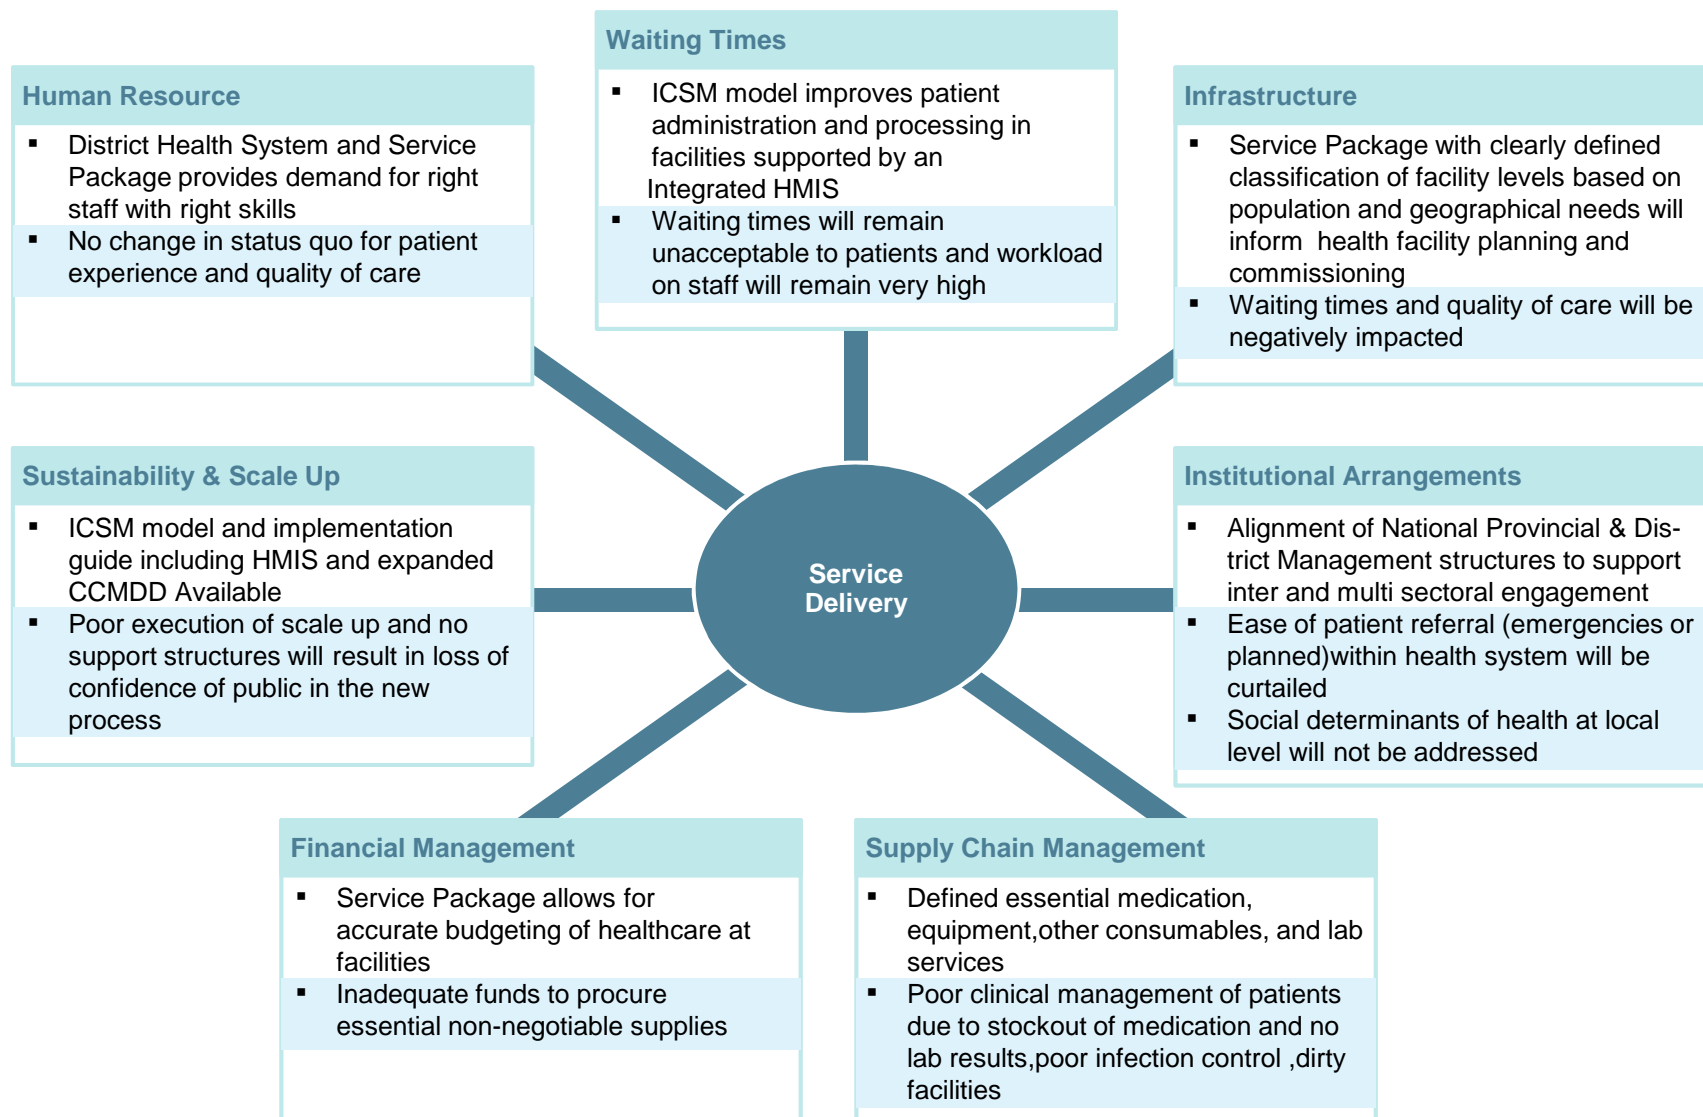 Waiting Times
▪ ICSM model improves patient
administration and processing in
facilities supported by an
Integrated HMIS
▪ Waiting times will remain
unacceptable to patients and workload
on staff will remain very high
Human Resource
▪ District Health System and Service
Package provides demand for right
staff with right skills
▪ No change in status quo for patient
experience and quality of care
Infrastructure
▪ Service Package with clearly defined
classification of facility levels based on
population and geographical needs will
inform health facility planning and
commissioning
▪ Waiting times and quality of care will be
negatively impacted
Sustainability & Scale Up
▪ ICSM model and implementation
guide including HMIS and expanded
CCMDD Available
▪ Poor execution of scale up and no
support structures will result in loss of
confidence of public in the new
process
Service
Delivery
Institutional Arrangements
▪ Alignment of National Provincial & Dis-
trict Management structures to support
inter and multi sectoral engagement
▪ Ease of patient referral (emergencies or
planned)within health system will be
curtailed
▪ Social determinants of health at local
level will not be addressed
Financial Management
▪ Service Package allows for
accurate budgeting of healthcare at
facilities
▪ Inadequate funds to procure
essential non-negotiable supplies
Supply Chain Management
▪ Defined essential medication,
equipment,other consumables, and lab
services
▪ Poor clinical management of patients
due to stockout of medication and no
lab results,poor infection control ,dirty
facilities